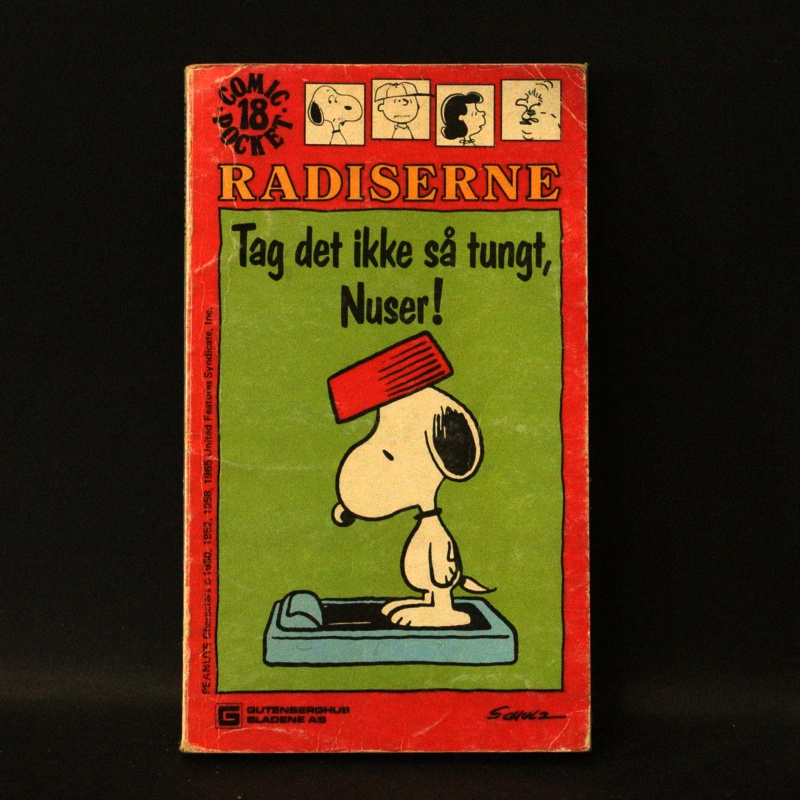 COMIC
18
POCKET
RADISERNE
Tag det ikke så tungt,
Nuser!
PEANUTS Characters © 1950, 1952, 1958, 1965 United Features Syndicate, Inc.
G GUTENBERGHUS
BLADENE A/S
SCHULZ